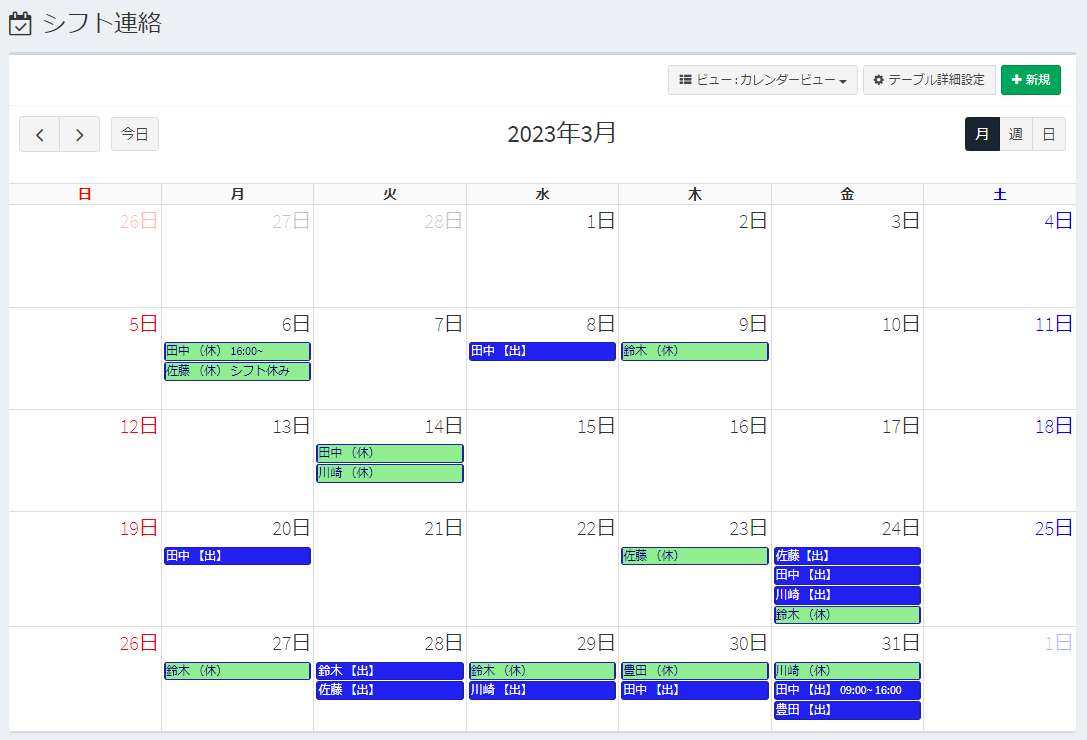 シフト連絡
ビュー : カレンダービュー
テーブル詳細設定
新規
今日
2023年3月
月 週 日
日 月 火 水 木 金 土
26日 27日 28日 1日 2日 3日 4日
5日 6日 7日 8日 9日 10日 11日
田中 （休） 16:00~ 田中 【出】 鈴木 （休）
佐藤 （休） シフト休み
12日 13日 14日 15日 16日 17日 18日
田中 （休）
川崎 （休）
19日 20日 21日 22日 23日 24日 25日
田中 【出】 佐藤 （休） 佐藤【出】
田中 【出】
川崎 【出】
鈴木 （休）
26日 27日 28日 29日 30日 31日 1日
鈴木 （休） 鈴木 【出】 鈴木 （休） 豊田 （休） 川崎 （休）
佐藤 【出】 川崎 【出】 田中 【出】 田中 【出】 09:00~ 16:00
豊田 【出】